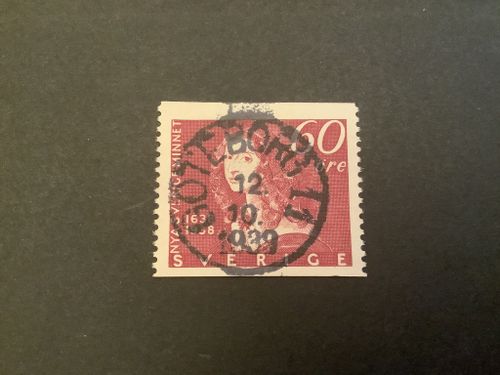 NYA SVERIGEMINNET
1638
1938
60
öre
SVERIGE
GÖTEBORG 1
12.
10.
1939